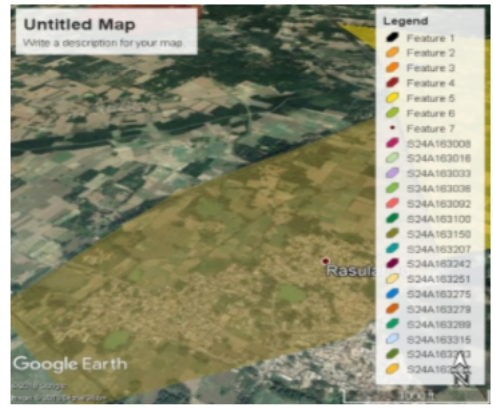 Untitled Map
Write a description for your map.
Legend
Feature 1
Feature 2
Feature 3
Feature 4
Feature 5
Feature 6
Feature 7
S24A163008
S24A163016
S24A163033
S24A163036
S24A163092
S24A163100
S24A163150
S24A163207
S24A163242
S24A163251
S24A163275
S24A163279
S24A163289
S24A163315
Rasula
Google Earth
N